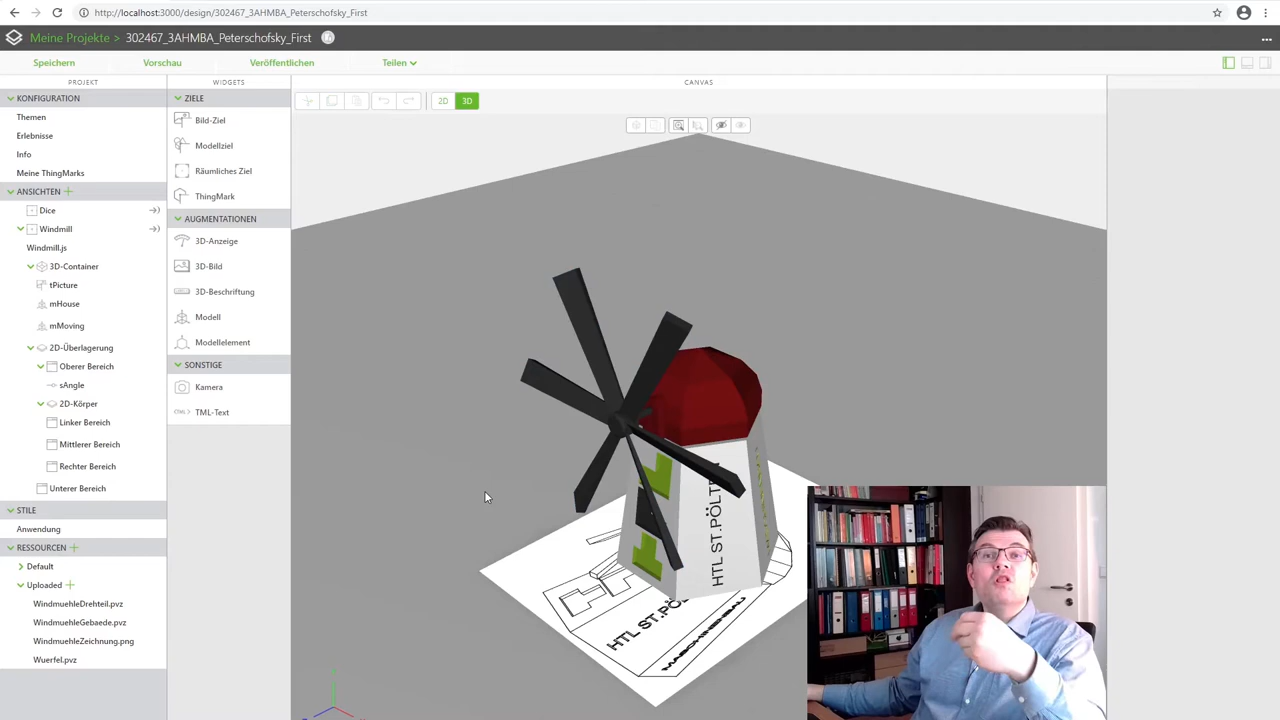 http://localhost:3000/design/302467_3AHMBA_Peterschofsky_First
Meine Projekte > 302467_3AHMBA_Peterschofsky_First
Speichern Vorschau Veröffentlichen Teilen
PROJEKT
KONFIGURATION
Themen
Erlebnisse
Info
Meine ThingMarks
ANSICHTEN
Dice
Windmill
Windmill.js
3D-Container
tPicture
mHouse
mMoving
2D-Überlagerung
Oberer Bereich
sAngle
2D-Körper
Linker Bereich
Mittlerer Bereich
Rechter Bereich
Unterer Bereich
STILE
Anwendung
RESSOURCEN
Default
Uploaded
WindmuehleDrehteil.pvz
WindmuehleGebaede.pvz
WindmuehleZeichnung.png
Wuerfel.pvz
WIDGETS
ZIELE
Bild-Ziel
Modellziel
Räumliches Ziel
ThingMark
AUGMENTATIONEN
3D-Anzeige
3D-Bild
3D-Beschriftung
Modell
Modellelement
SONSTIGE
Kamera
TML-Text
CANVAS
2D 3D
HTL ST.PÖLTEN
HTL ST.PÖL
MASCHINENBAU